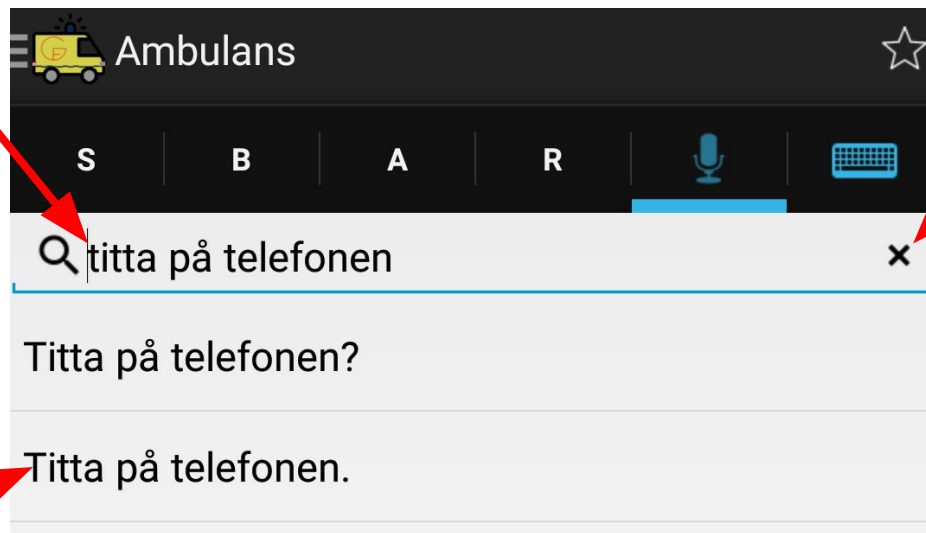 Ambulans
S B A R
titta på telefonen
Titta på telefonen?
Titta på telefonen.